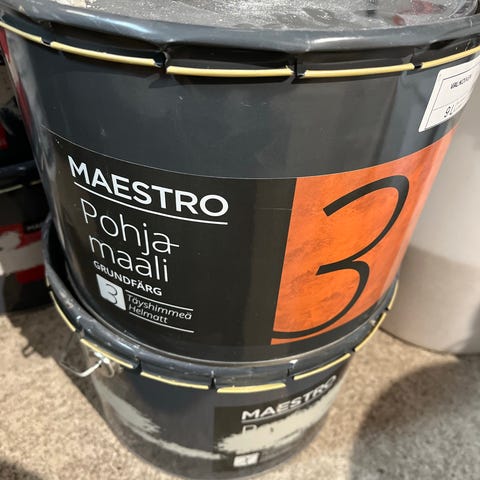 MAESTRO
Pohja-
maali
GRUNDFÄRG
3
Täyshimmeä
Helmatt
3
MAESTRO